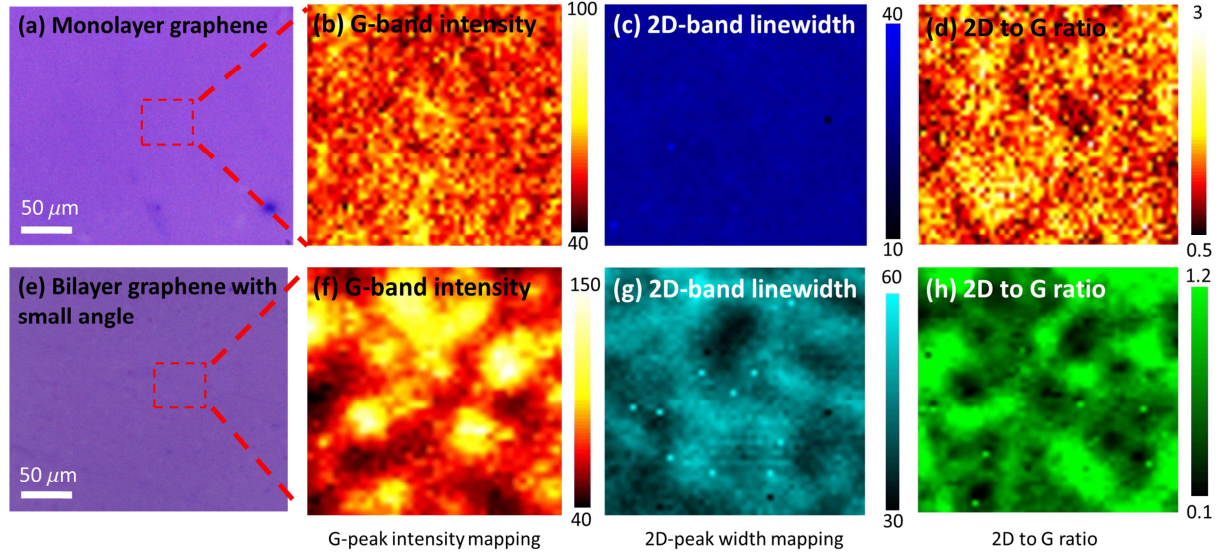 (a) Monolayer graphene
50 μm
(b) G-band intensity
100
40
(c) 2D-band linewidth
40
10
(d) 2D to G ratio
3
0.5
(e) Bilayer graphene with
small angle
50 μm
(f) G-band intensity
150
40
(g) 2D-band linewidth
60
30
(h) 2D to G ratio
1.2
0.1
G-peak intensity mapping
2D-peak width mapping
2D to G ratio